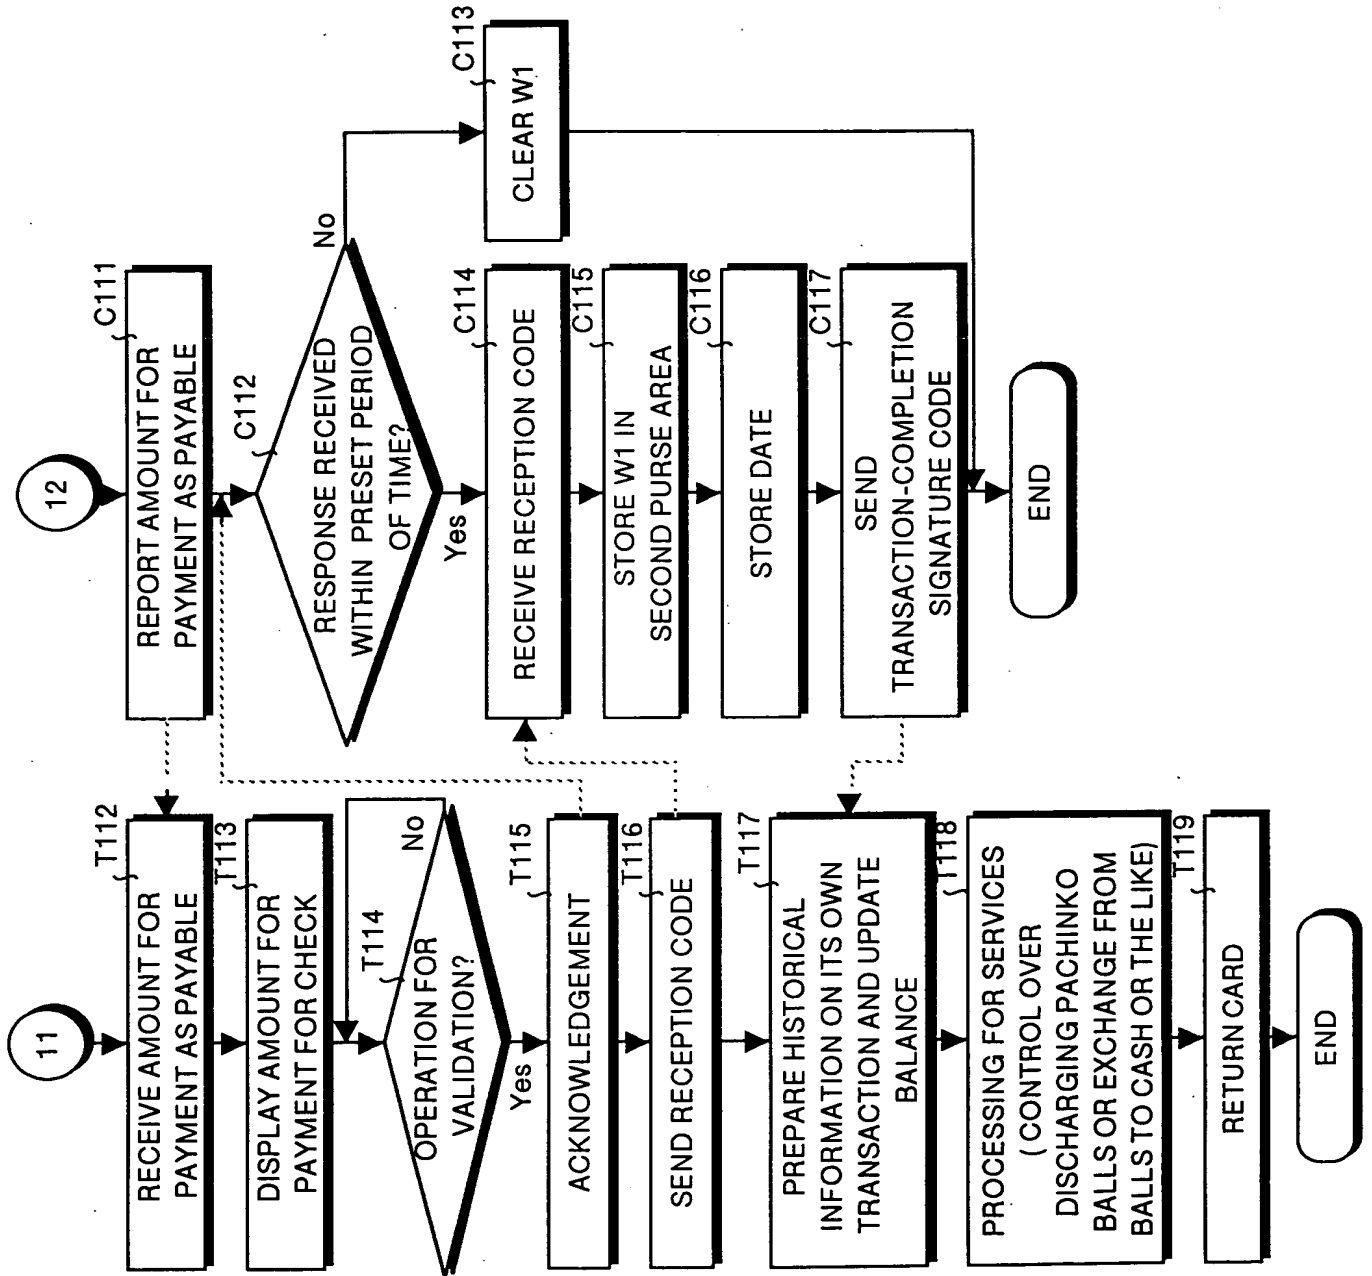 11
T112
RECEIVE AMOUNT FOR
PAYMENT AS PAYABLE
T113
DISPLAY AMOUNT FOR
PAYMENT FOR CHECK
T114
OPERATION FOR
VALIDATION?
No
Yes
T115
ACKNOWLEDGEMENT
T116
SEND RECEPTION CODE
T117
PREPARE HISTORICAL
INFORMATION ON ITS OWN
TRANSACTION AND UPDATE
BALANCE
T118
PROCESSING FOR SERVICES
(CONTROL OVER
DISCHARGING PACHINKO
BALLS OR EXCHANGE FROM
BALLS TO CASH OR THE LIKE)
T119
RETURN CARD
END
12
C111
REPORT AMOUNT FOR
PAYMENT AS PAYABLE
C112
RESPONSE RECEIVED
WITHIN PRESET PERIOD
OF TIME?
No
Yes
C113
CLEAR W1
C114
RECEIVE RECEPTION CODE
C115
STORE W1 IN
SECOND PURSE AREA
C116
STORE DATE
C117
SEND
TRANSACTION-COMPLETION
SIGNATURE CODE
END